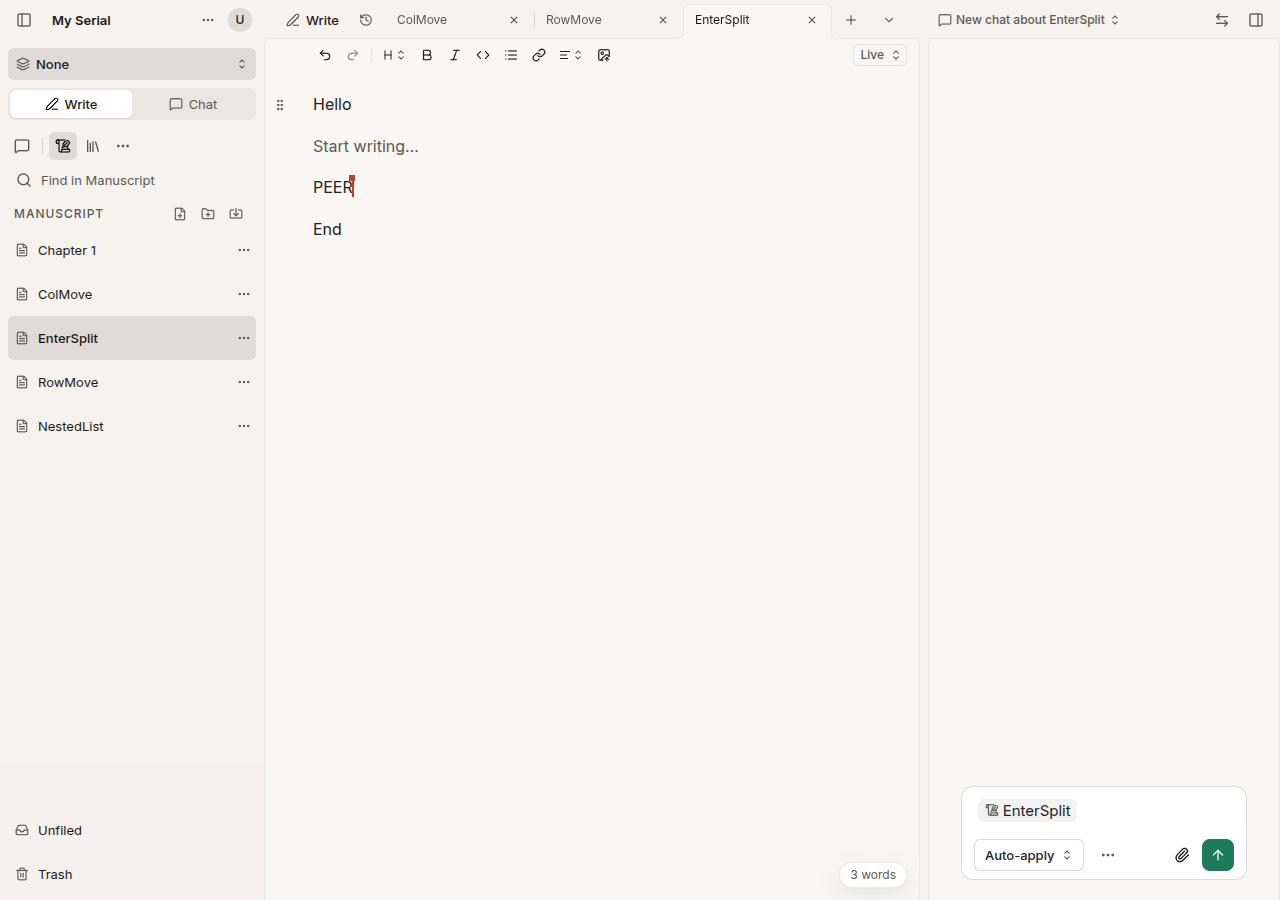 My Serial
U
Write
ColMove
RowMove
EnterSplit
New chat about EnterSplit
None
Write
Chat
H
B
I
Live
Find in Manuscript
MANUSCRIPT
Chapter 1
ColMove
EnterSplit
RowMove
NestedList
Unfiled
Trash
Hello
Start writing...
PEER
End
3 words
EnterSplit
Auto-apply